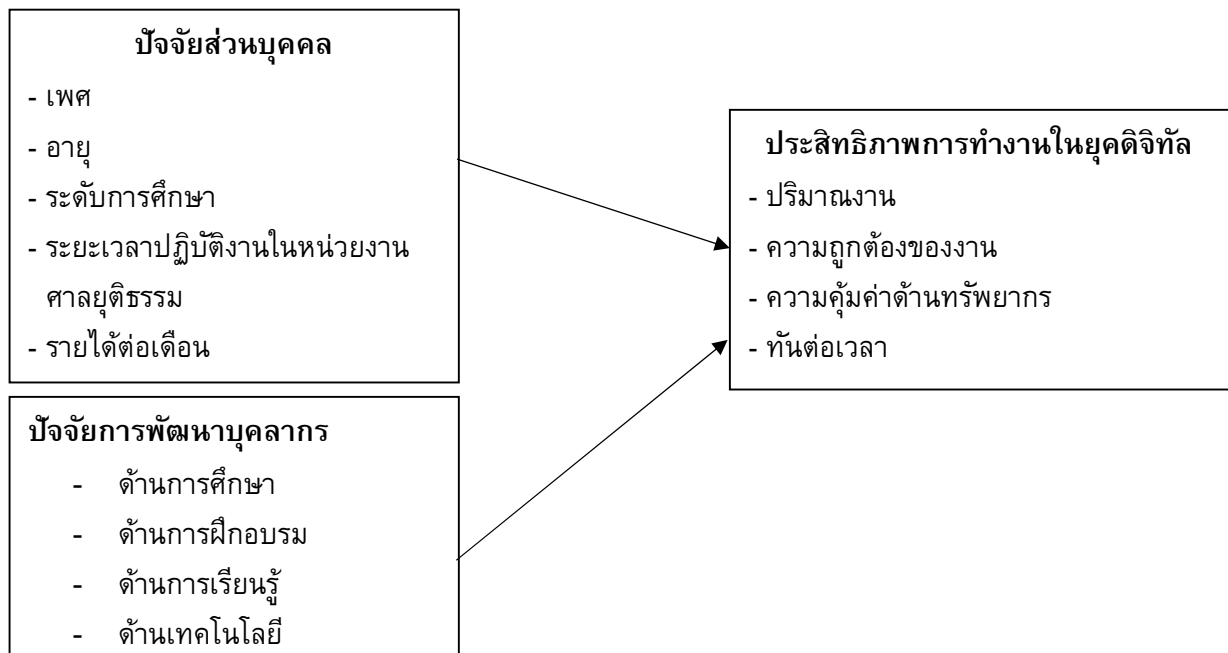 ปัจจัยส่วนบุคคล
- เพศ
- อายุ
- ระดับการศึกษา
- ระยะเวลาปฏิบัติงานในหน่วยงาน
ศาลยุติธรรม
- รายได้ต่อเดือน
ปัจจัยการพัฒนาบุคลากร
- ด้านการศึกษา
- ด้านการฝึกอบรม
- ด้านการเรียนรู้
- ด้านเทคโนโลยี
ประสิทธิภาพการทำงานในยุคดิจิทัล
- ปริมาณงาน
- ความถูกต้องของงาน
- ความคุ้มค่าด้านทรัพยากร
- ทันต่อเวลา